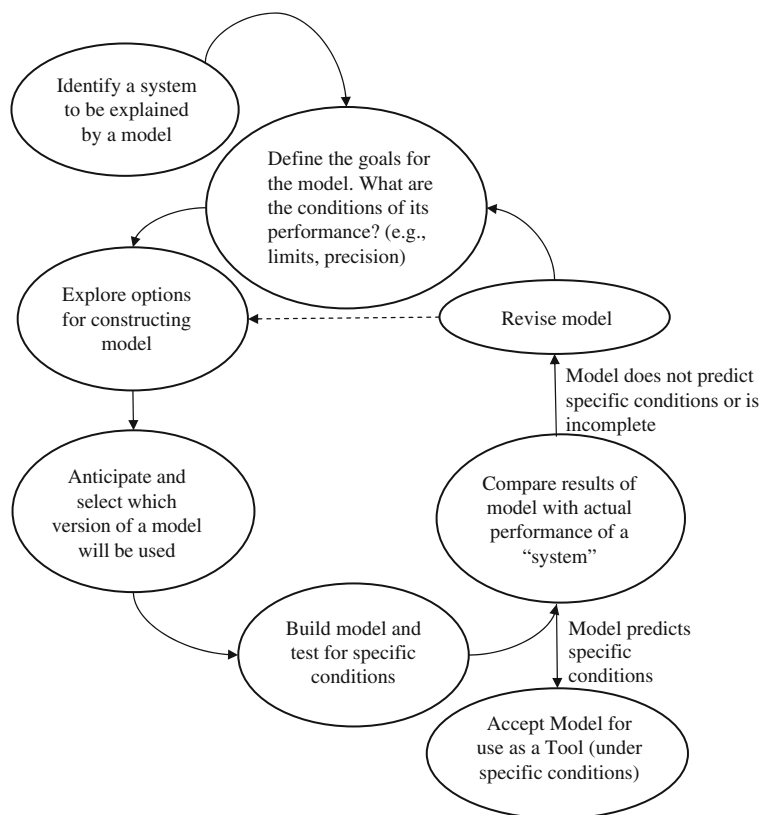 Identify a system
to be explained
by a model
Define the goals for
the model. What are
the conditions of its
performance? (e.g.,
limits, precision)
Explore options
for constructing
model
Revise model
Model does not predict
specific conditions or is
incomplete
Anticipate and
select which
version of a model
will be used
Compare results of
model with actual
performance of a
“system”
Build model and
test for specific
conditions
Model predicts
specific
conditions
Accept Model for
use as a Tool (under
specific conditions)